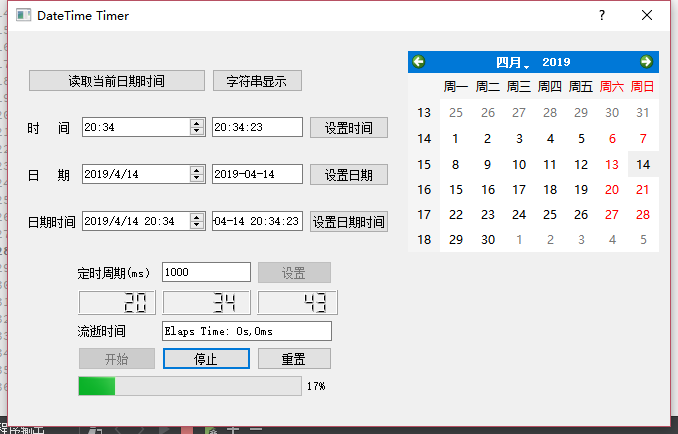 DateTime Timer ?
读取当前日期时间 字符串显示
时 间 20:34 20:34:23 设置时间
日 期 2019/4/14 2019-04-14 设置日期
日期时间 2019/4/14 20:34 04-14 20:34:23 设置日期时间
定时周期(ms) 1000 设置
20 34 43
流逝时间 Elaps Time: 0s,0ms
开始 停止 重置
17%
四月, 2019
周一 周二 周三 周四 周五 周六 周日
13 25 26 27 28 29 30 31
14 1 2 3 4 5 6 7
15 8 9 10 11 12 13 14
16 15 16 17 18 19 20 21
17 22 23 24 25 26 27 28
18 29 30 1 2 3 4 5
程序输出